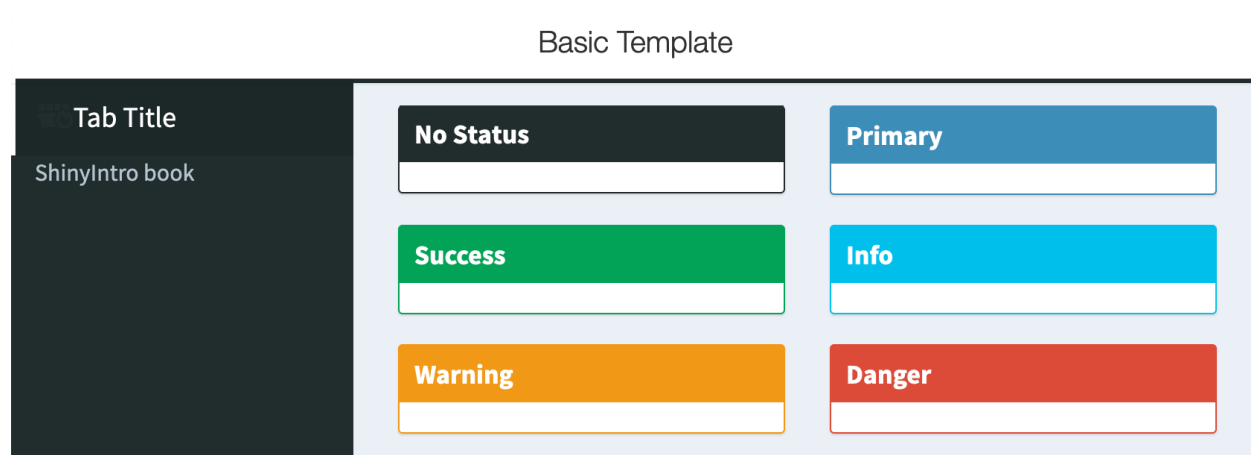 Basic Template
Tab Title
ShinyIntro book
No Status
Primary
Success
Info
Warning
Danger